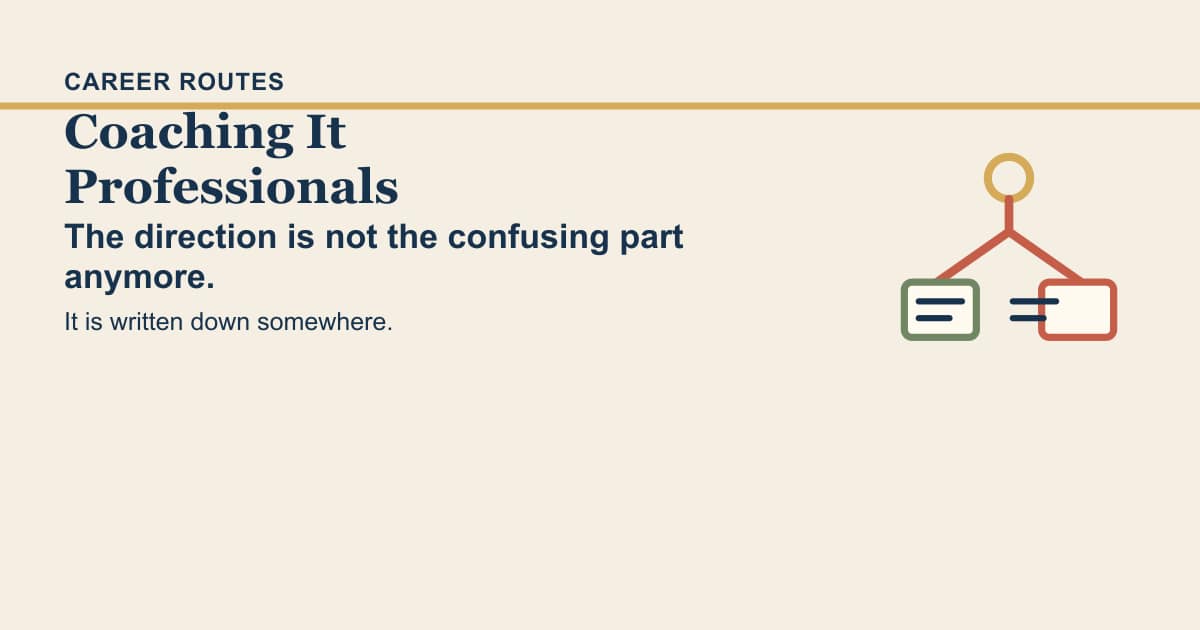 CAREER ROUTES
Coaching It
Professionals
The direction is not the confusing part
anymore.
It is written down somewhere.